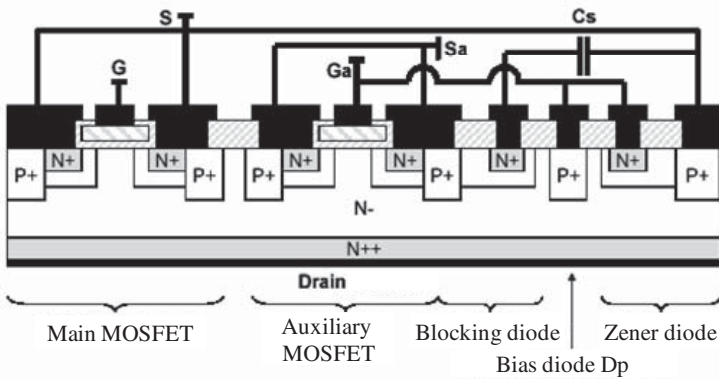 S
Cs
G
Ga
Sa
P+ N+ N+ P+ P+ N+ N+ P+ N+ P+ N+ P+
N-
N++
Drain
Main MOSFET
Auxiliary
MOSFET
Blocking diode
Zener diode
Bias diode Dp